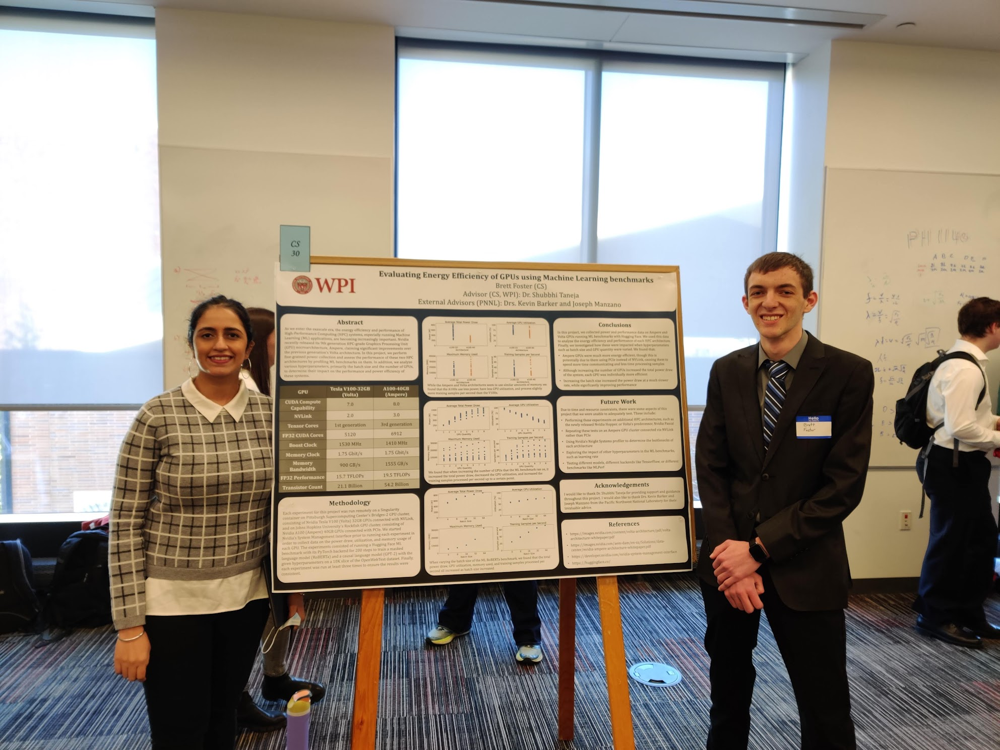 CS
30
WPI
Evaluating Energy Efficiency of GPUs using Machine Learning benchmarks
Brett Foster (CS)
Advisor (CS, WPI): Dr. Shubbhi Taneja
External Advisors (PNNL): Drs. Kevin Barker and Joseph Manzano
Abstract
As we enter the exascale era, the energy efficiency and performance of
High-Performance Computing (HPC) systems, especially running Machine
Learning (ML) applications, are becoming increasingly important. Nvidia
recently released its 9th generation HPC-grade Graphics Processing Unit
(GPU) microarchitecture, Ampere, claiming significant improvements over
the previous generation's Volta architecture. In this project, we perform
fine-grained power collection and assess the performance of these two HPC
architectures by profiling ML benchmarks on them. In addition, we analyze
various hyperparameters, primarily the batch size and the number of GPUs,
to determine their impact on the performance and power efficiency of
these systems.
GPU Tesla V100-32GB (Volta) A100-40GB (Ampere)
CUDA Compute Capability 7.0 8.0
NVLink 2.0 3.0
Tensor Cores 1st generation 3rd generation
FP32 CUDA Cores 5120 6912
Boost Clock 1530 MHz 1410 MHz
Memory Clock 1.75 Gbit/s 1.75 Gbit/s
Memory Bandwidth 900 GB/s 1555 GB/s
FP32 Performance 15.7 TFLOPs 19.5 TFLOPs
Transistor Count 21.1 Billion 54.2 Billion
Methodology
Each experiment for this project was run remotely on a Singularity
container on Pittsburgh Supercomputing Center's Bridges-2 GPU cluster,
consisting of Nvidia Tesla V100 (Volta) 32GB GPUs connected with NVLink,
and on Johns Hopkins University's Rockfish GPU cluster, consisting of
Nvidia A100 (Ampere) 40GB GPUs connected with PCIe. We started
Nvidia's System Management Interface prior to running each experiment in
order to collect data on the power draw, utilization, and memory usage of
each GPU. The experiments consisted of running a Hugging Face ML
benchmark with its PyTorch backend for 200 steps to train a masked
language model (RoBERTa) and a causal language model (GPT-2) with the
given hyperparameters on a 10K slice of the OpenWebText dataset. Finally,
each experiment was run at least three times to ensure the results were
consistent.
Average Total Power Draw
Average GPU Utilization
Architecture
Architecture
Maximum Memory Used
Training Samples per Second
Architecture
Architecture
While the Ampere and Volta architectures seem to use similar amounts of memory, we
found that the A100s use less power, have less GPU utilization, and process slightly
more training samples per second than the V100s.
Average Total Power Draw
Average GPU Utilization
GPU Quantity
GPU Quantity
Maximum Memory Used
Training Samples per Second
GPU Quantity
GPU Quantity
We found that when increasing the number of GPUs that the ML benchmark ran on, it
increased the total power draw, decreased the GPU utilization, and increased the
training samples processed per second up to a certain point.
Average Total Power Draw
Average GPU Utilization
Batch Size
Batch Size
Maximum Memory Used
Training Samples per Second
Batch Size
Batch Size
When varying the batch size of the ML RoBERTa benchmark, we found that the total
power draw, GPU utilization, memory used, and training samples processed per
second all increased as batch size increased
Conclusions
In this project, we collected power and performance data on Ampere and
Volta GPUs running ML benchmarks with Hugging Face. We used this data
to analyze the energy efficiency and performance of each HPC architecture.
Finally, we investigated how these were impacted when hyperparameters
such as batch size and GPU quantity were varied. We found that:
• Ampere GPUs were much more energy efficient, though this is
potentially due to them using PCIe instead of NVLink, causing them to
spend more time communicating and less time processing samples
• Although increasing the number of GPUs increased the total power draw
of the system, each GPU was individually more efficient
• Increasing the batch size increased the power draw at a much slower
rate, while significantly improving performance
Future Work
Due to time and resource constraints, there were some aspects of this
project that we were unable to adequately test. These include:
• Performing these experiments on additional HPC architectures, such as
the newly released Nvidia Hopper, or Volta's predecessor, Nvidia Pascal
• Repeating these tests on an Ampere GPU cluster connected via NVLink
rather than PCIe
• Using Nvidia's Nsight Systems profiler to determine the bottlenecks of
each architecture
• Exploring the impact of other hyperparameters in the ML benchmarks,
such as learning rate
• Testing different models, different backends like TensorFlow, or different
benchmarks like MLPerf
Acknowledgements
I would like to thank Dr. Shubbhi Taneja for providing support and guidance
throughout this project. I would also like to thank Drs. Kevin Barker and
Joseph Manzano from the Pacific Northwest National Laboratory for their
invaluable advice.
References
• https://images.nvidia.com/content/volta-architecture/pdf/volta-
architecture-whitepaper.pdf
• https://images.nvidia.com/aem-dam/en-zz/Solutions/data-
center/nvidia-ampere-architecture-whitepaper.pdf
• https://developer.nvidia.com/nvidia-system-management-interface
• https://huggingface.co/
Hello
Brett
Foster